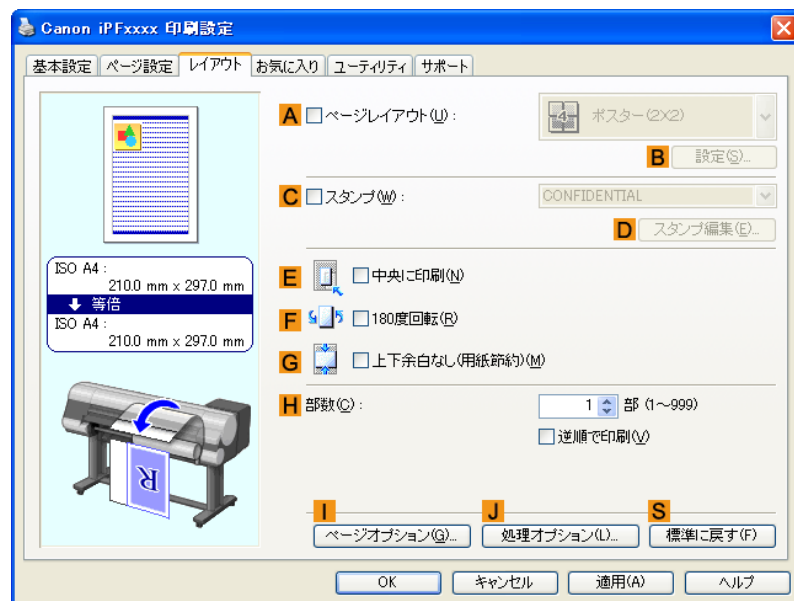 Canon iPFxxxx 印刷設定
基本設定 ページ設定 レイアウト お気に入り ユーティリティ サポート
A ページレイアウト(U) : 4 ポスター(2X2)
B 設定(S)...
C スタンプ(W) : CONFIDENTIAL
D スタンプ編集(E)...
ISO A4 :
210.0 mm x 297.0 mm
等倍
ISO A4 :
210.0 mm x 297.0 mm
E 中央に印刷(N)
F 180度回転(R)
G 上下余白なし(用紙節約)(M)
H 部数(C) : 1 部 (1～999)
逆順で印刷(V)
R
I J S
ページオプション(G)... 処理オプション(L)... 標準に戻す(F)
OK キャンセル 適用(A) ヘルプ